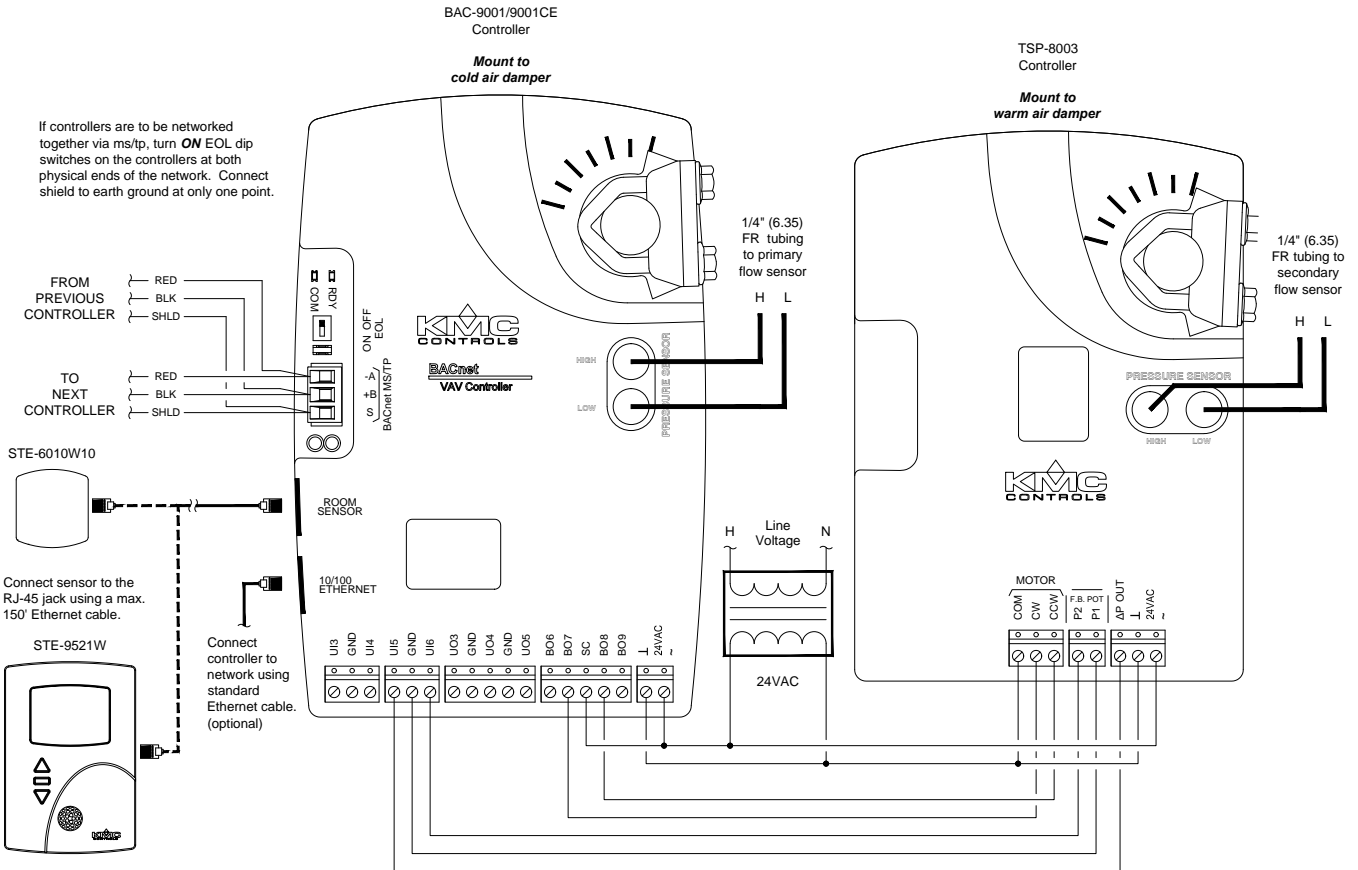 BAC-9001/9001CE
Controller
Mount to
cold air damper
TSP-8003
Controller
Mount to
warm air damper
If controllers are to be networked
together via ms/tp, turn ON EOL dip
switches on the controllers at both
physical ends of the network. Connect
shield to earth ground at only one point.
FROM
PREVIOUS
CONTROLLER
RED
BLK
SHLD
TO
NEXT
CONTROLLER
RED
BLK
SHLD
COM
RDY
ON OFF
EOL
-A
+B
S
BACnet MS/TP
KMC
CONTROLS
BACnet
VAV Controller
HIGH
LOW
PRESSURE SENSOR
1/4" (6.35)
FR tubing
to primary
flow sensor
H L
1/4" (6.35)
FR tubing to
secondary
flow sensor
H L
PRESSURE SENSOR
HIGH LOW
KMC
CONTROLS
STE-6010W10
ROOM
SENSOR
10/100
ETHERNET
Connect sensor to the
RJ-45 jack using a max.
150' Ethernet cable.
STE-9521W
KMC
CONTROLS
Connect
controller to
network using
standard
Ethernet cable.
(optional)
UI3
GND
UI4
UI5
GND
UI6
UO3
GND
UO4
GND
UO5
BO6
BO7
SC
BO8
BO9
⊥
24VAC
~
H
Line
Voltage
N
24VAC
MOTOR
COM
CW
CCW
F.B. POT
P2
P1
ΔP OUT
⊥
24VAC
~